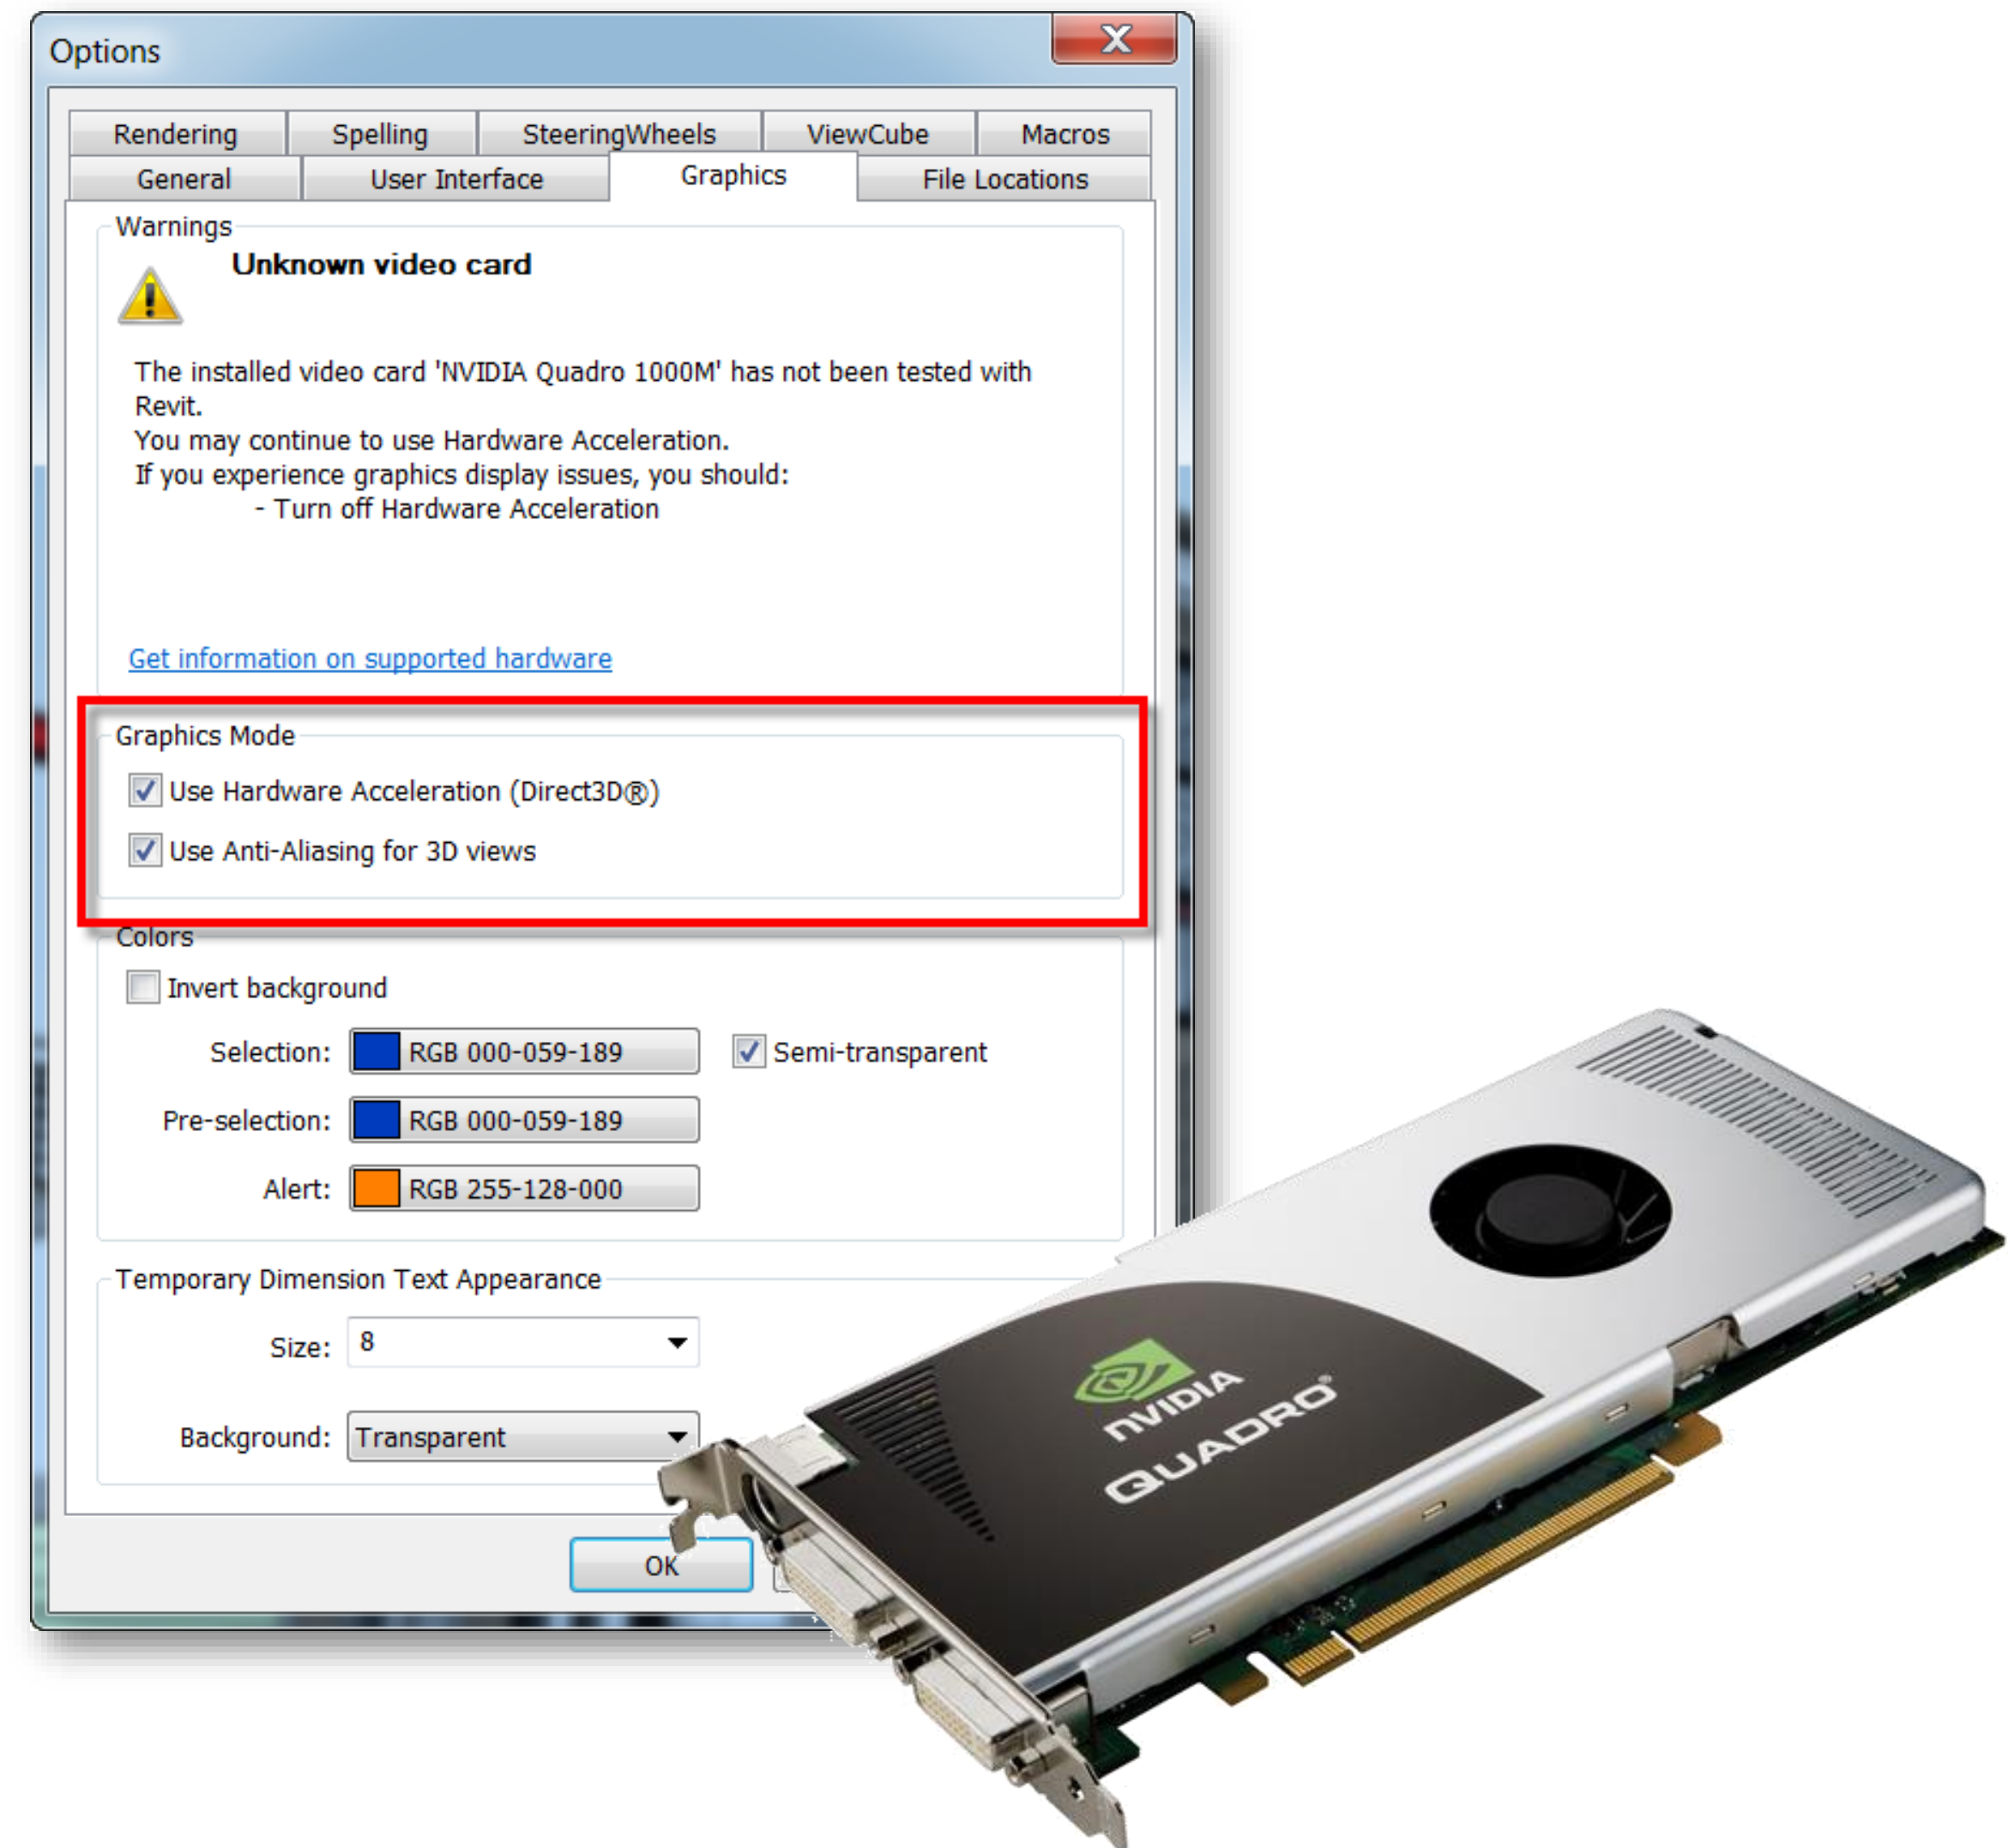 Options
X
Rendering Spelling SteeringWheels ViewCube Macros
General User Interface Graphics File Locations
Warnings
Unknown video card
The installed video card 'NVIDIA Quadro 1000M' has not been tested with
Revit.
You may continue to use Hardware Acceleration.
If you experience graphics display issues, you should:
- Turn off Hardware Acceleration
Get information on supported hardware
Graphics Mode
Use Hardware Acceleration (Direct3D®)
Use Anti-Aliasing for 3D views
Colors
Invert background
Selection: RGB 000-059-189 Semi-transparent
Pre-selection: RGB 000-059-189
Alert: RGB 255-128-000
Temporary Dimension Text Appearance
Size: 8
Background: Transparent
OK
NVIDIA
QUADRO®